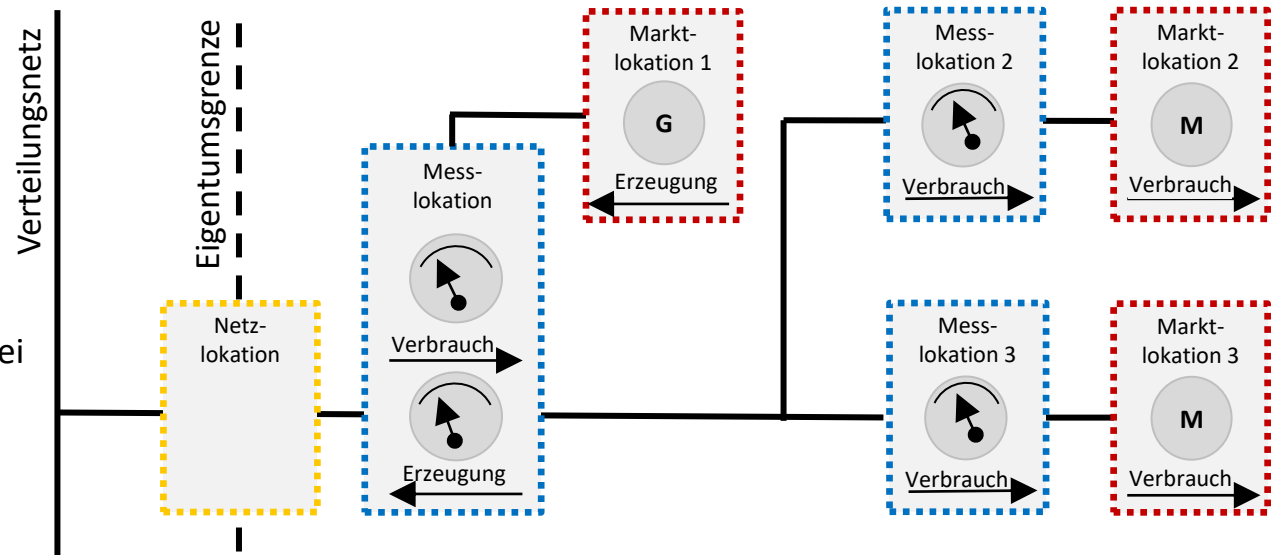 Verteilungsnetz
Eigentumsgrenze
ei
Netz-
lokation
Mess-
lokation
Verbrauch
Erzeugung
Markt-
lokation 1
G
Erzeugung
Mess-
lokation 2
Verbrauch
Markt-
lokation 2
M
Verbrauch
Mess-
lokation 3
Verbrauch
Markt-
lokation 3
M
Verbrauch